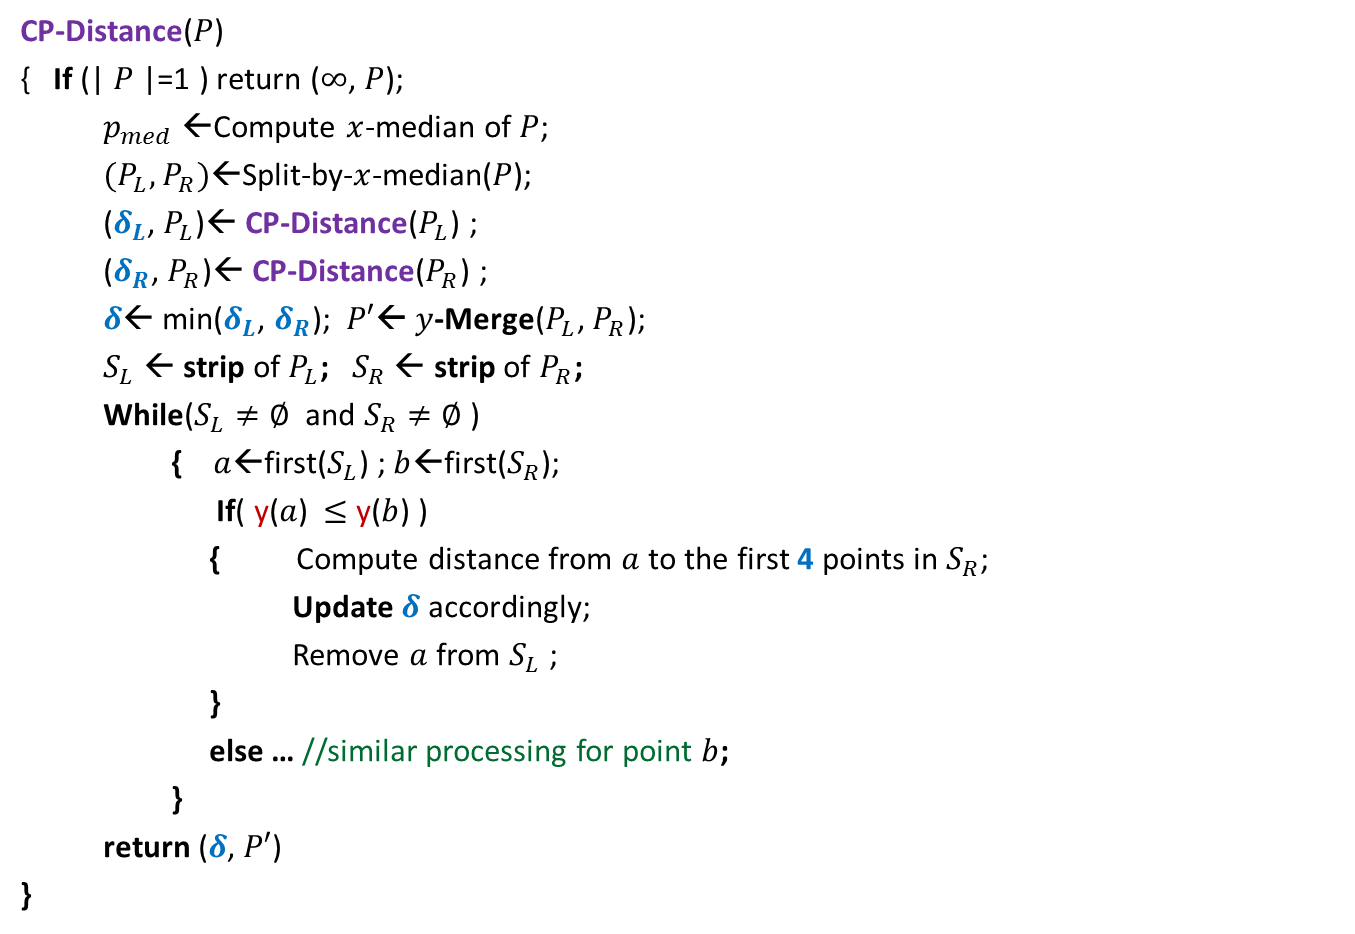 CP-Distance(P)
{ If (| P |=1 ) return (∞, P);
p_med ←Compute x-median of P;
(P_L, P_R)←Split-by-x-median(P);
(δ_L, P_L)← CP-Distance(P_L) ;
(δ_R, P_R)← CP-Distance(P_R) ;
δ← min(δ_L, δ_R); P′← y-Merge(P_L, P_R);
S_L ← strip of P_L; S_R ← strip of P_R;
While(S_L ≠ ∅ and S_R ≠ ∅ )
{ a←first(S_L) ; b←first(S_R);
If( y(a) ≤ y(b) )
{ Compute distance from a to the first 4 points in S_R;
Update δ accordingly;
Remove a from S_L ;
}
else … //similar processing for point b;
}
return (δ, P′)
}